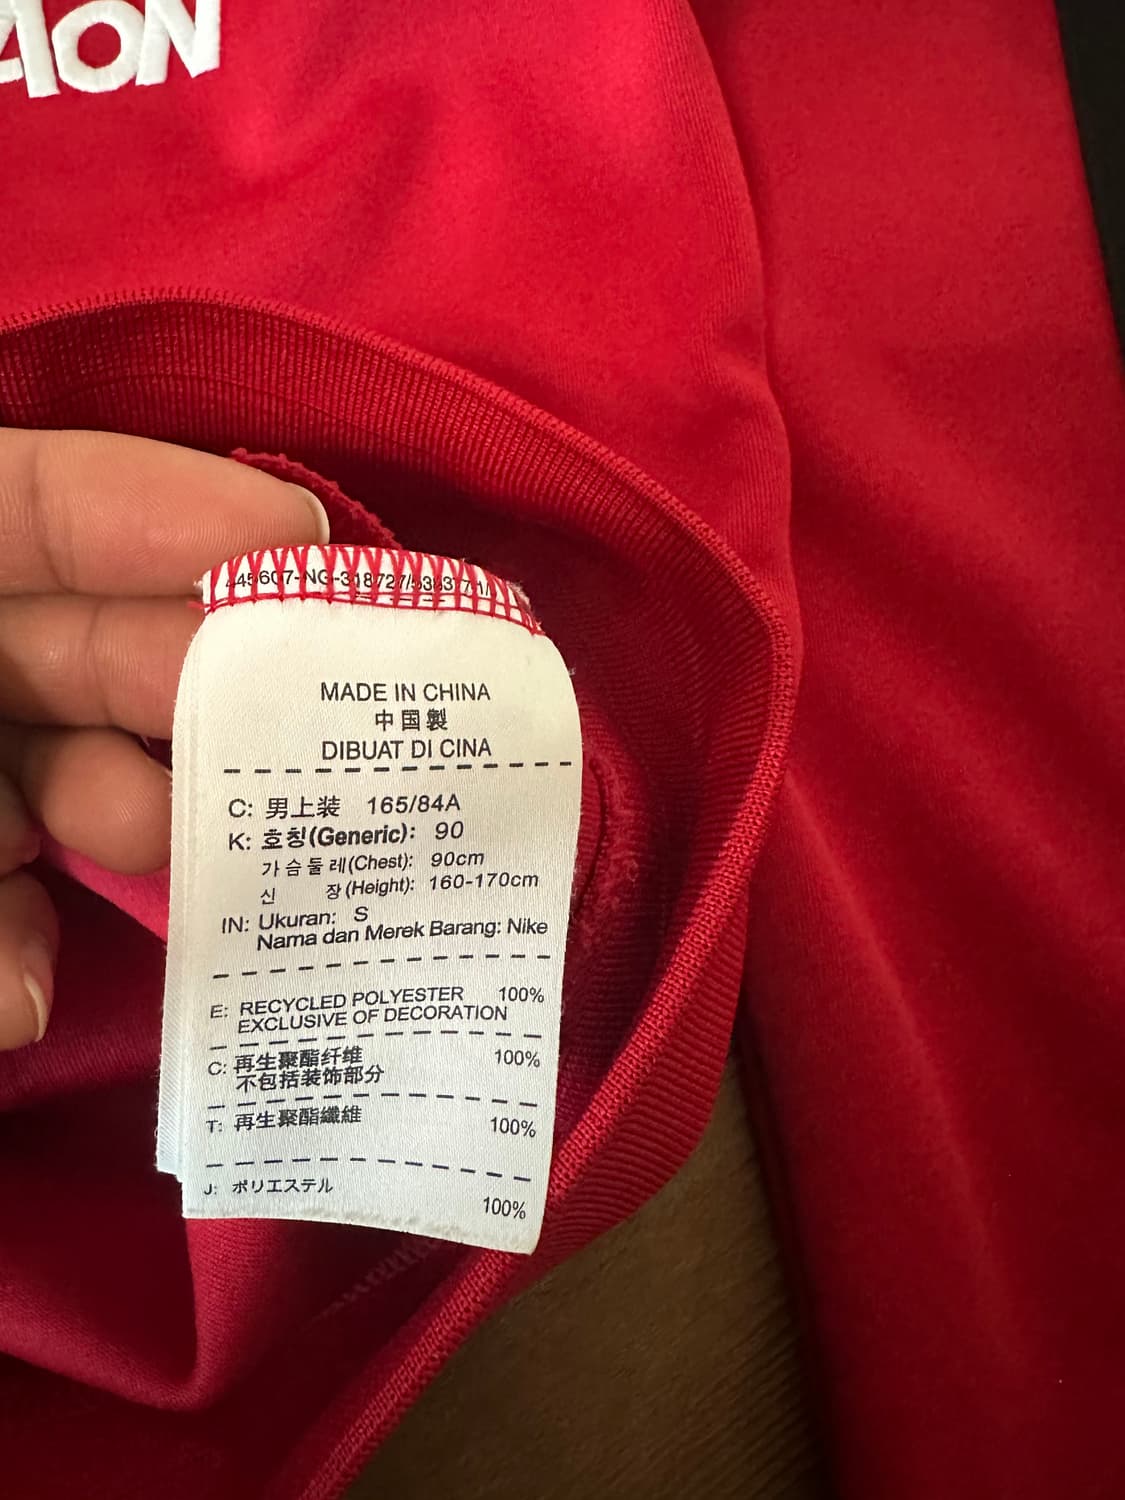 AON
MADE IN CHINA
中国製
DIBUAT DI CINA
C: 男上装 165/84A
K: 호칭(Generic): 90
가슴둘레(Chest): 90cm
신 장(Height): 160-170cm
IN: Ukuran: S
Nama dan Merek Barang: Nike
E: RECYCLED POLYESTER 100%
EXCLUSIVE OF DECORATION
C: 再生聚酯纤维 100%
不包括装饰部分
T: 再生聚酯纖維 100%
J: ポリエステル 100%